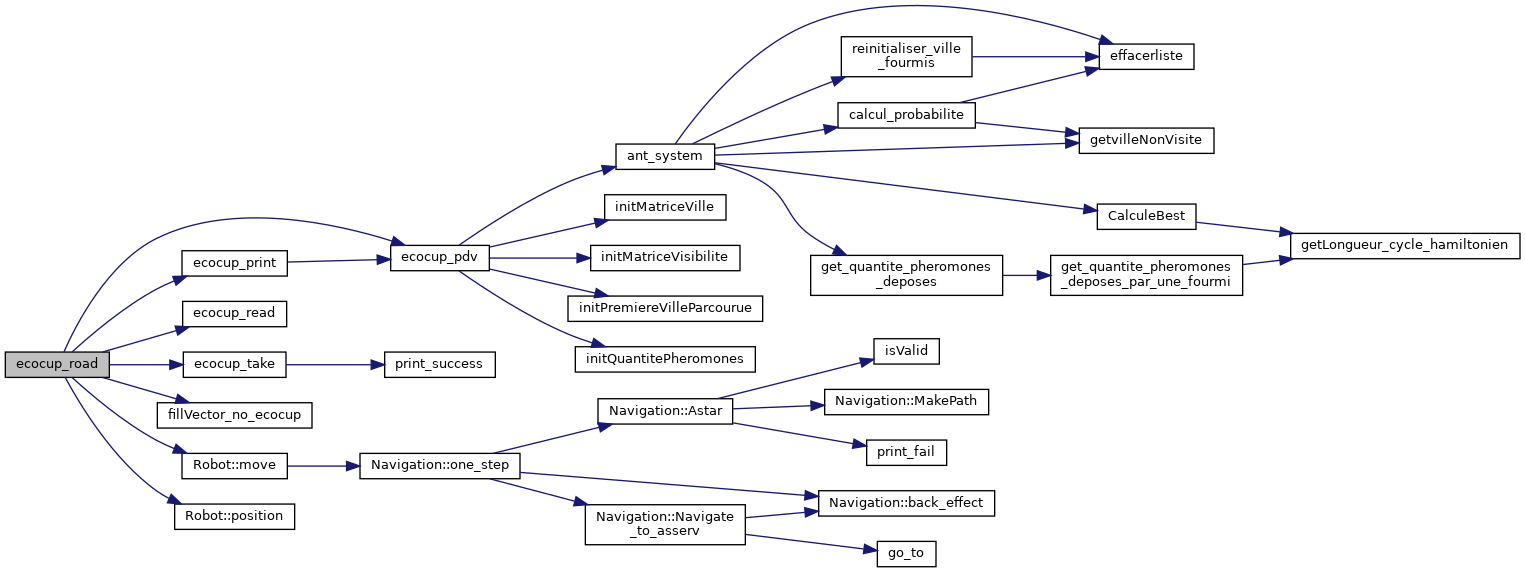 ecocup_road
ecocup_print
ecocup_read
ecocup_take
fillVector_no_ecocup
Robot::move
Robot::position
ecocup_pdv
print_success
Navigation::one_step
ant_system
initMatriceVille
initMatriceVisibilite
initPremiereVilleParcourue
initQuantitePheromones
Navigation::Astar
Navigation::Navigate
_to_asserv
reinitialiser_ville
_fourmis
calcul_probabilite
get_quantite_pheromones
_deposes
isValid
Navigation::MakePath
print_fail
Navigation::back_effect
go_to
effacerliste
getvilleNonVisite
CalculeBest
get_quantite_pheromones
_deposes_par_une_fourmi
getLongueur_cycle_hamiltonien